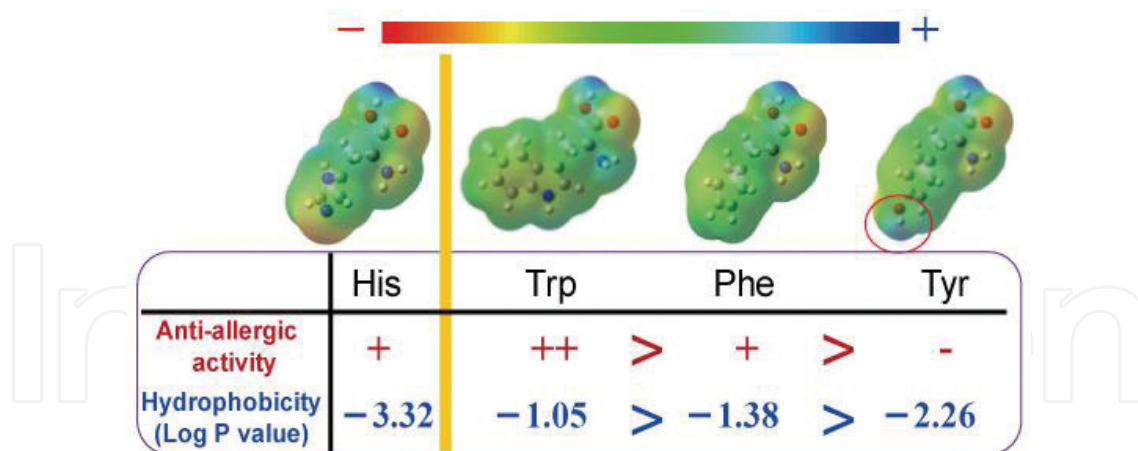 − +
His Trp Phe Tyr
Anti-allergic
activity
+ ++ > + > -
Hydrophobicity
(Log P value)
−3.32 −1.05 > −1.38 > −2.26